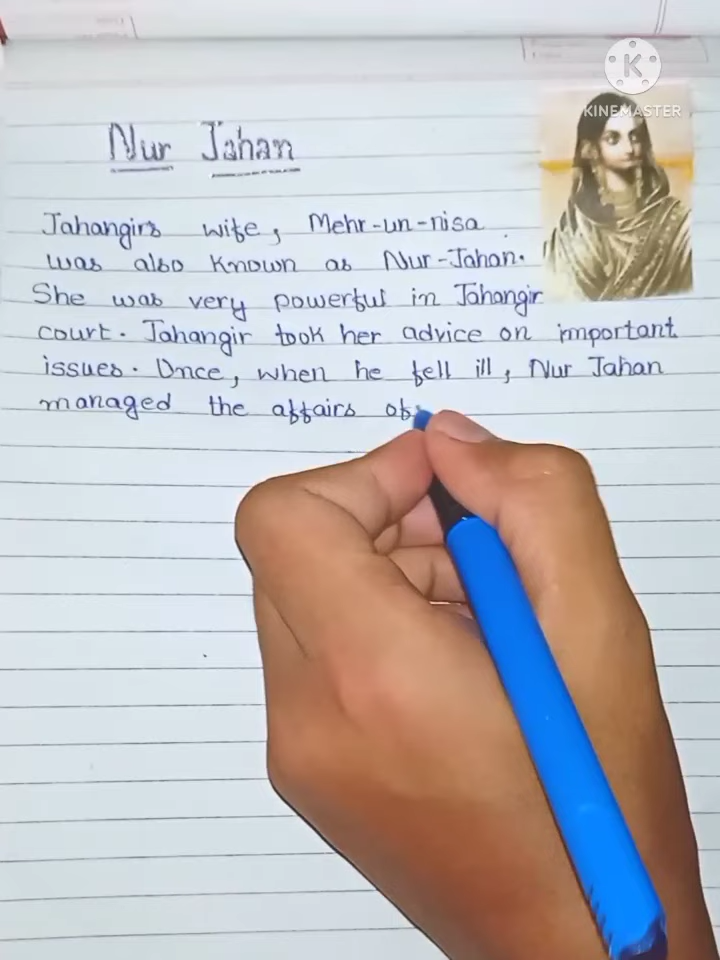 KINEMASTER
Nur Jahan
Jahangirs wife, Mehr-un-nisa
was also known as Nur-Jahan.
She was very powerful in Jahangir
court. Jahangir took her advice on important
issues. Once, when he fell ill, Nur Jahan
managed the affairs of